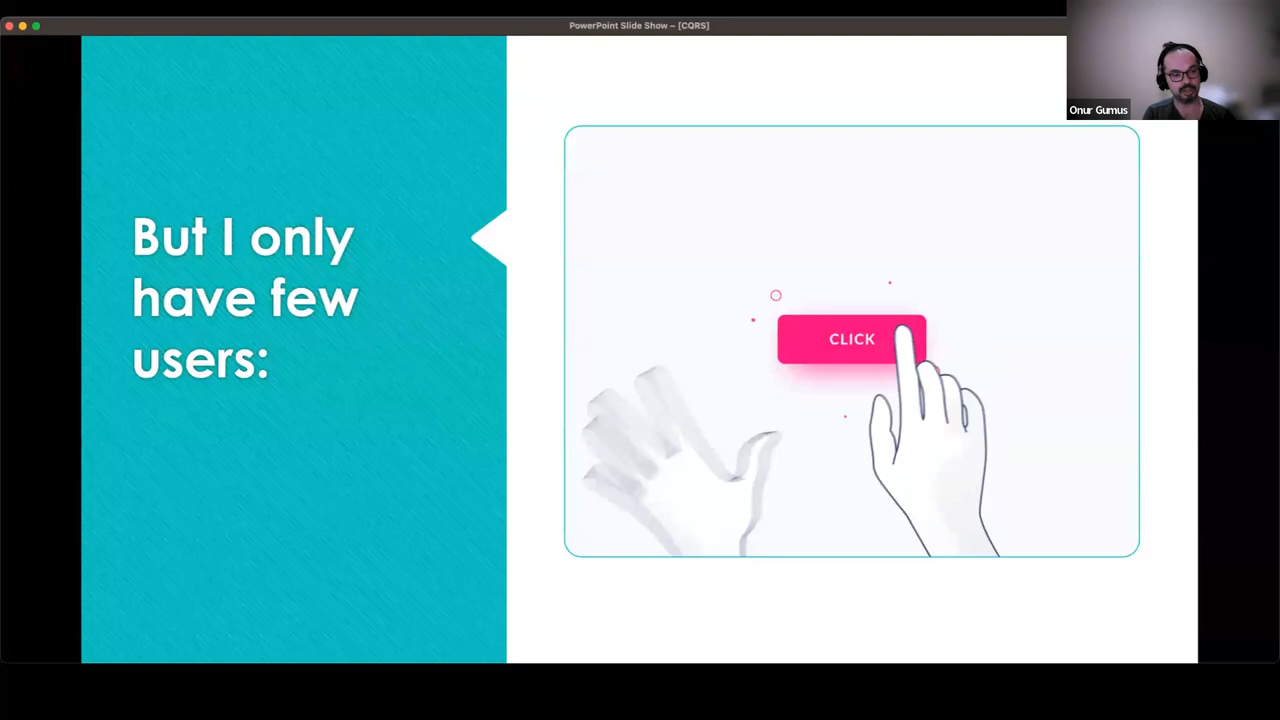 PowerPoint Slide Show – [CQRS]
Onur Gumus
But I only
have few
users:
CLICK